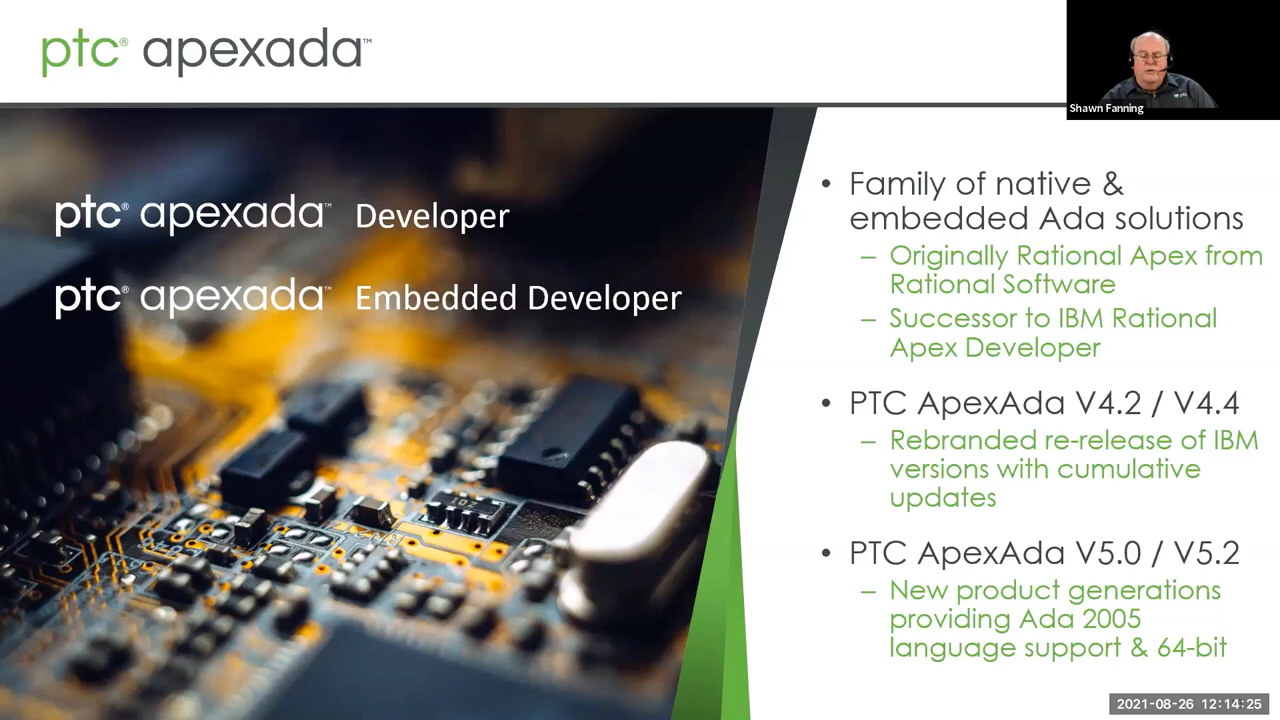 ptc® apexada™
Shawn Fanning
ptc® apexada™ Developer
ptc® apexada™ Embedded Developer
• Family of native &
embedded Ada solutions
– Originally Rational Apex from
Rational Software
– Successor to IBM Rational
Apex Developer
• PTC ApexAda V4.2 / V4.4
– Rebranded re-release of IBM
versions with cumulative
updates
• PTC ApexAda V5.0 / V5.2
– New product generations
providing Ada 2005
language support & 64-bit
2021-08-26 12:14:25